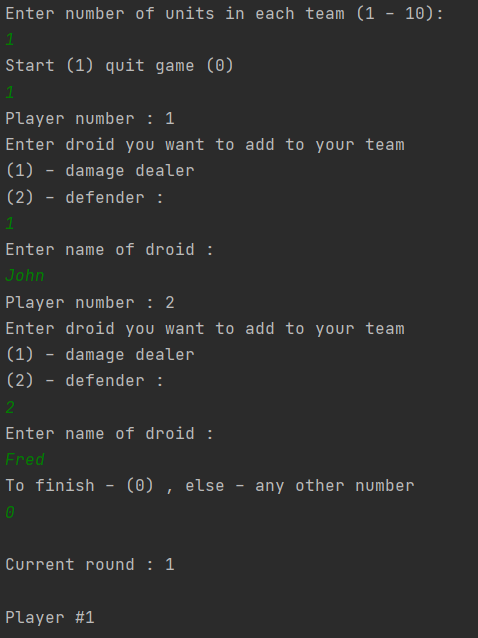 Enter number of units in each team (1 - 10):
1
Start (1) quit game (0)
1
Player number : 1
Enter droid you want to add to your team
(1) - damage dealer
(2) - defender :
1
Enter name of droid :
John
Player number : 2
Enter droid you want to add to your team
(1) - damage dealer
(2) - defender :
2
Enter name of droid :
Fred
To finish - (0) , else - any other number
0
Current round : 1
Player #1